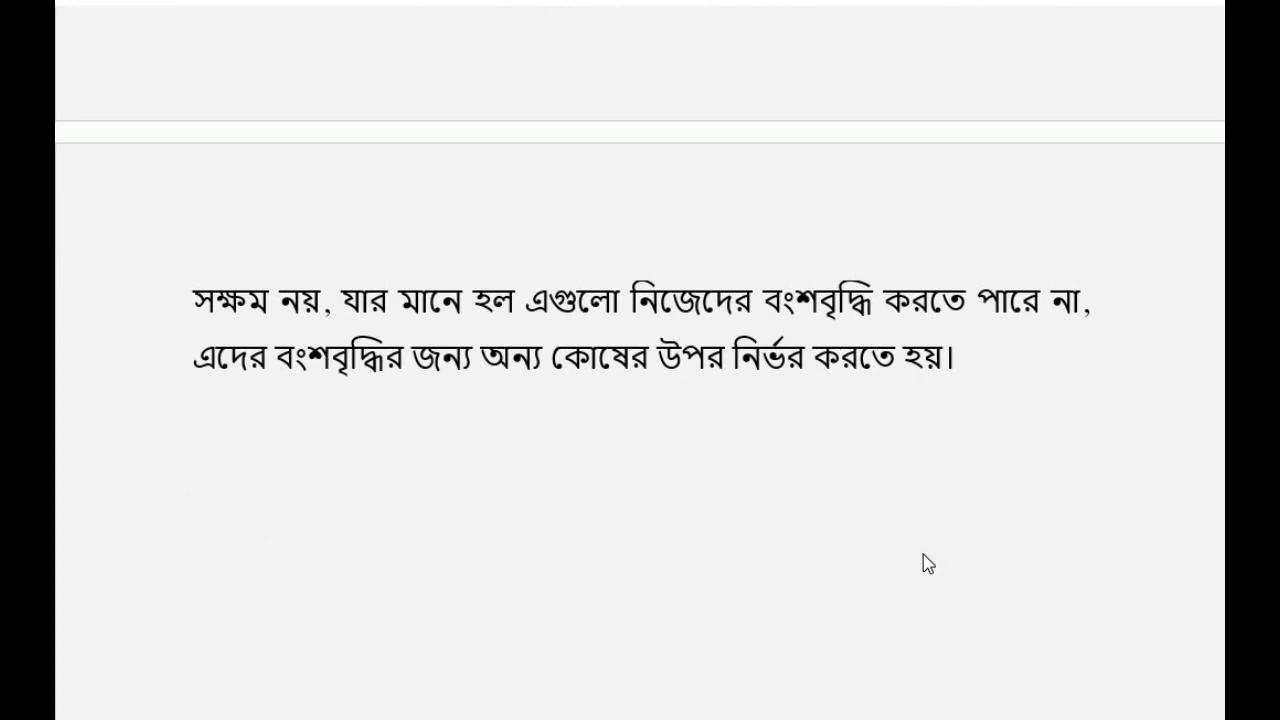 সক্ষম নয়, যার মানে হল এগুলো নিজেদের বংশবৃদ্ধি করতে পারে না,
এদের বংশবৃদ্ধির জন্য অন্য কোষের উপর নির্ভর করতে হয়।